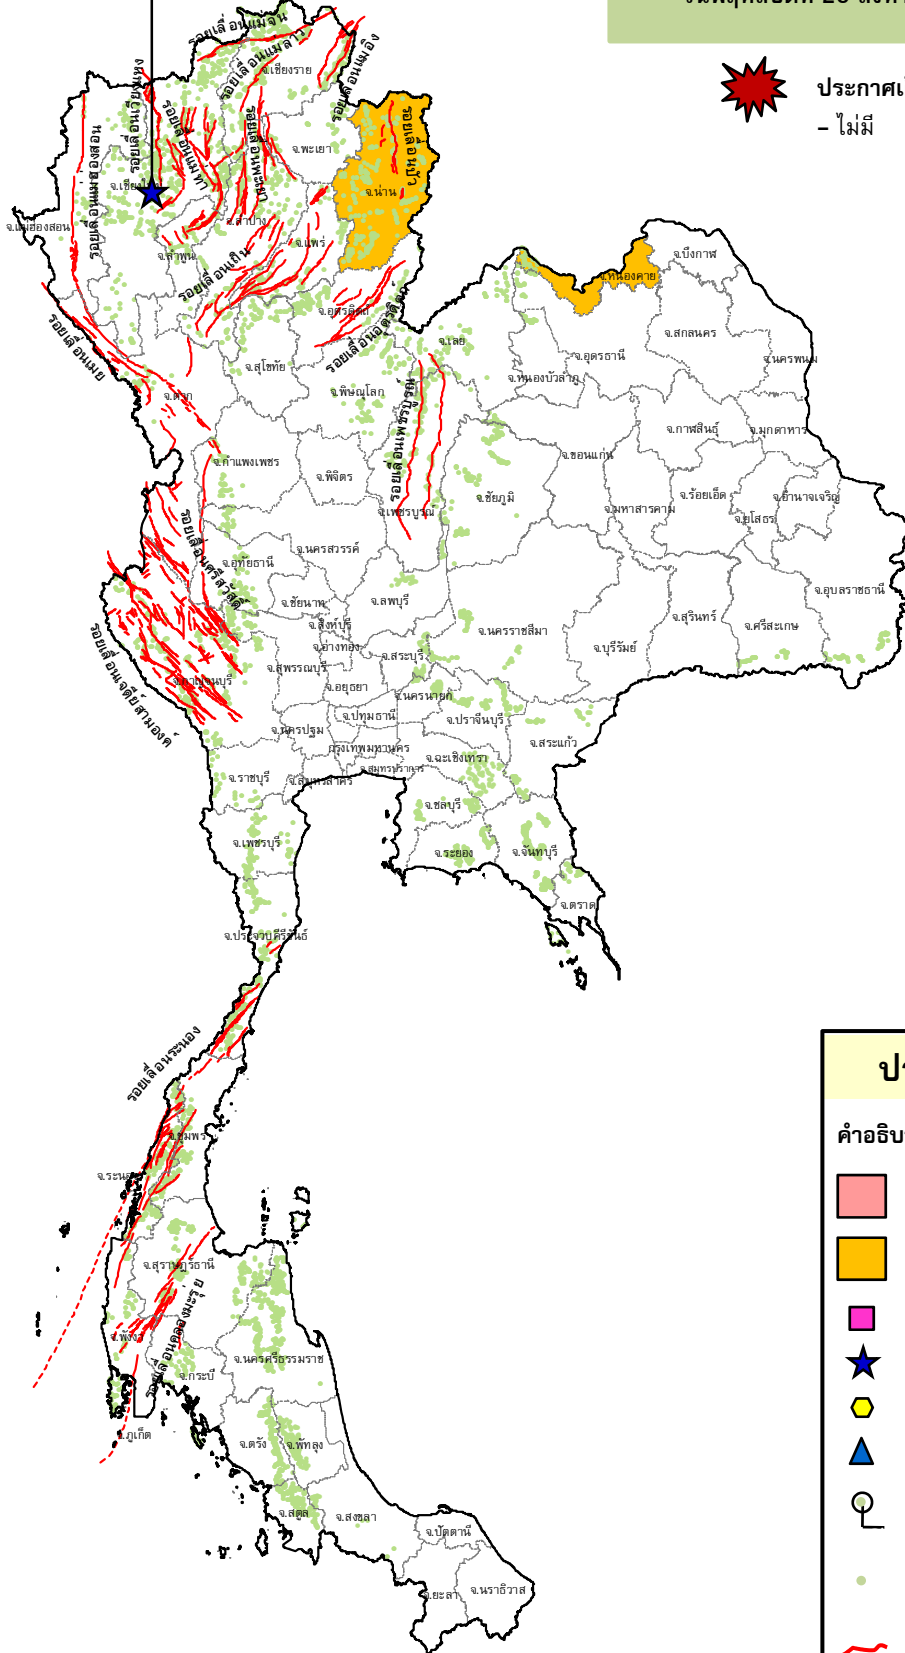 ประกาศเ
- ไม่มี
รอยเลื่อนแม่จัน
รอยเลื่อนแม่ลาว
รอยเลื่อนแม่อิง
จ.เชียงราย
รอยเลื่อนเวียงแหง
รอยเลื่อนแม่ทา
รอยเลื่อนพะเยา
รอยเลื่อนปัว
รอยเลื่อนแม่ฮ่องสอน
จ.พะเยา
จ.น่าน
จ.แม่ฮ่องสอน
จ.ลำปาง
จ.แพร่
จ.ลำพูน
รอยเลื่อนเถิน
จ.บึงกาฬ
จ.หนองคาย
จ.อุตรดิตถ์
รอยเลื่อนอุตรดิตถ์
รอยเลื่อนเมย
จ.เลย
จ.สกลนคร
จ.อุดรธานี
จ.นครพนม
จ.สุโขทัย
จ.หนองบัวลำภู
จ.ตาก
จ.พิษณุโลก
รอยเลื่อนเพชรบูรณ์
จ.กาฬสินธุ์
จ.มุกดาหาร
จ.กำแพงเพชร
จ.พิจิตร
จ.ขอนแก่น
จ.ชัยภูมิ
จ.ร้อยเอ็ด
จ.อำนาจเจริญ
จ.เพชรบูรณ์
จ.มหาสารคาม
จ.ยโสธร
รอยเลื่อนศรีสวัสดิ์
จ.นครสวรรค์
จ.อุทัยธานี
จ.ชัยนาท
จ.ลพบุรี
จ.อุบลราชธานี
จ.สิงห์บุรี
จ.นครราชสีมา
จ.สุรินทร์
จ.ศรีสะเกษ
จ.อ่างทอง
จ.บุรีรัมย์
จ.สระบุรี
จ.สุพรรณบุรี
จ.กาญจนบุรี
รอยเลื่อนเจดีย์สามองค์
จ.อยุธยา
จ.นครนายก
จ.ปทุมธานี
จ.ปราจีนบุรี
จ.นครปฐม
จ.สระแก้ว
กรุงเทพมหานคร
จ.ฉะเชิงเทรา
จ.สมุทรปราการ
จ.ราชบุรี
จ.สมุทรสาคร
จ.ชลบุรี
จ.เพชรบุรี
จ.ระยอง
จ.จันทบุรี
จ.ตราด
จ.ประจวบคีรีขันธ์
รอยเลื่อนระนอง
จ.ชุมพร
จ.สุราษฎร์ธานี
รอยเลื่อนคลองมะรุ่ย
จ.พังงา
จ.นครศรีธรรมราช
จ.กระบี่
จ.ตรัง
จ.พัทลุง
จ.สตูล
จ.สงขลา
จ.ปัตตานี
จ.ยะลา
จ.นราธิวาส
คำอธิบ